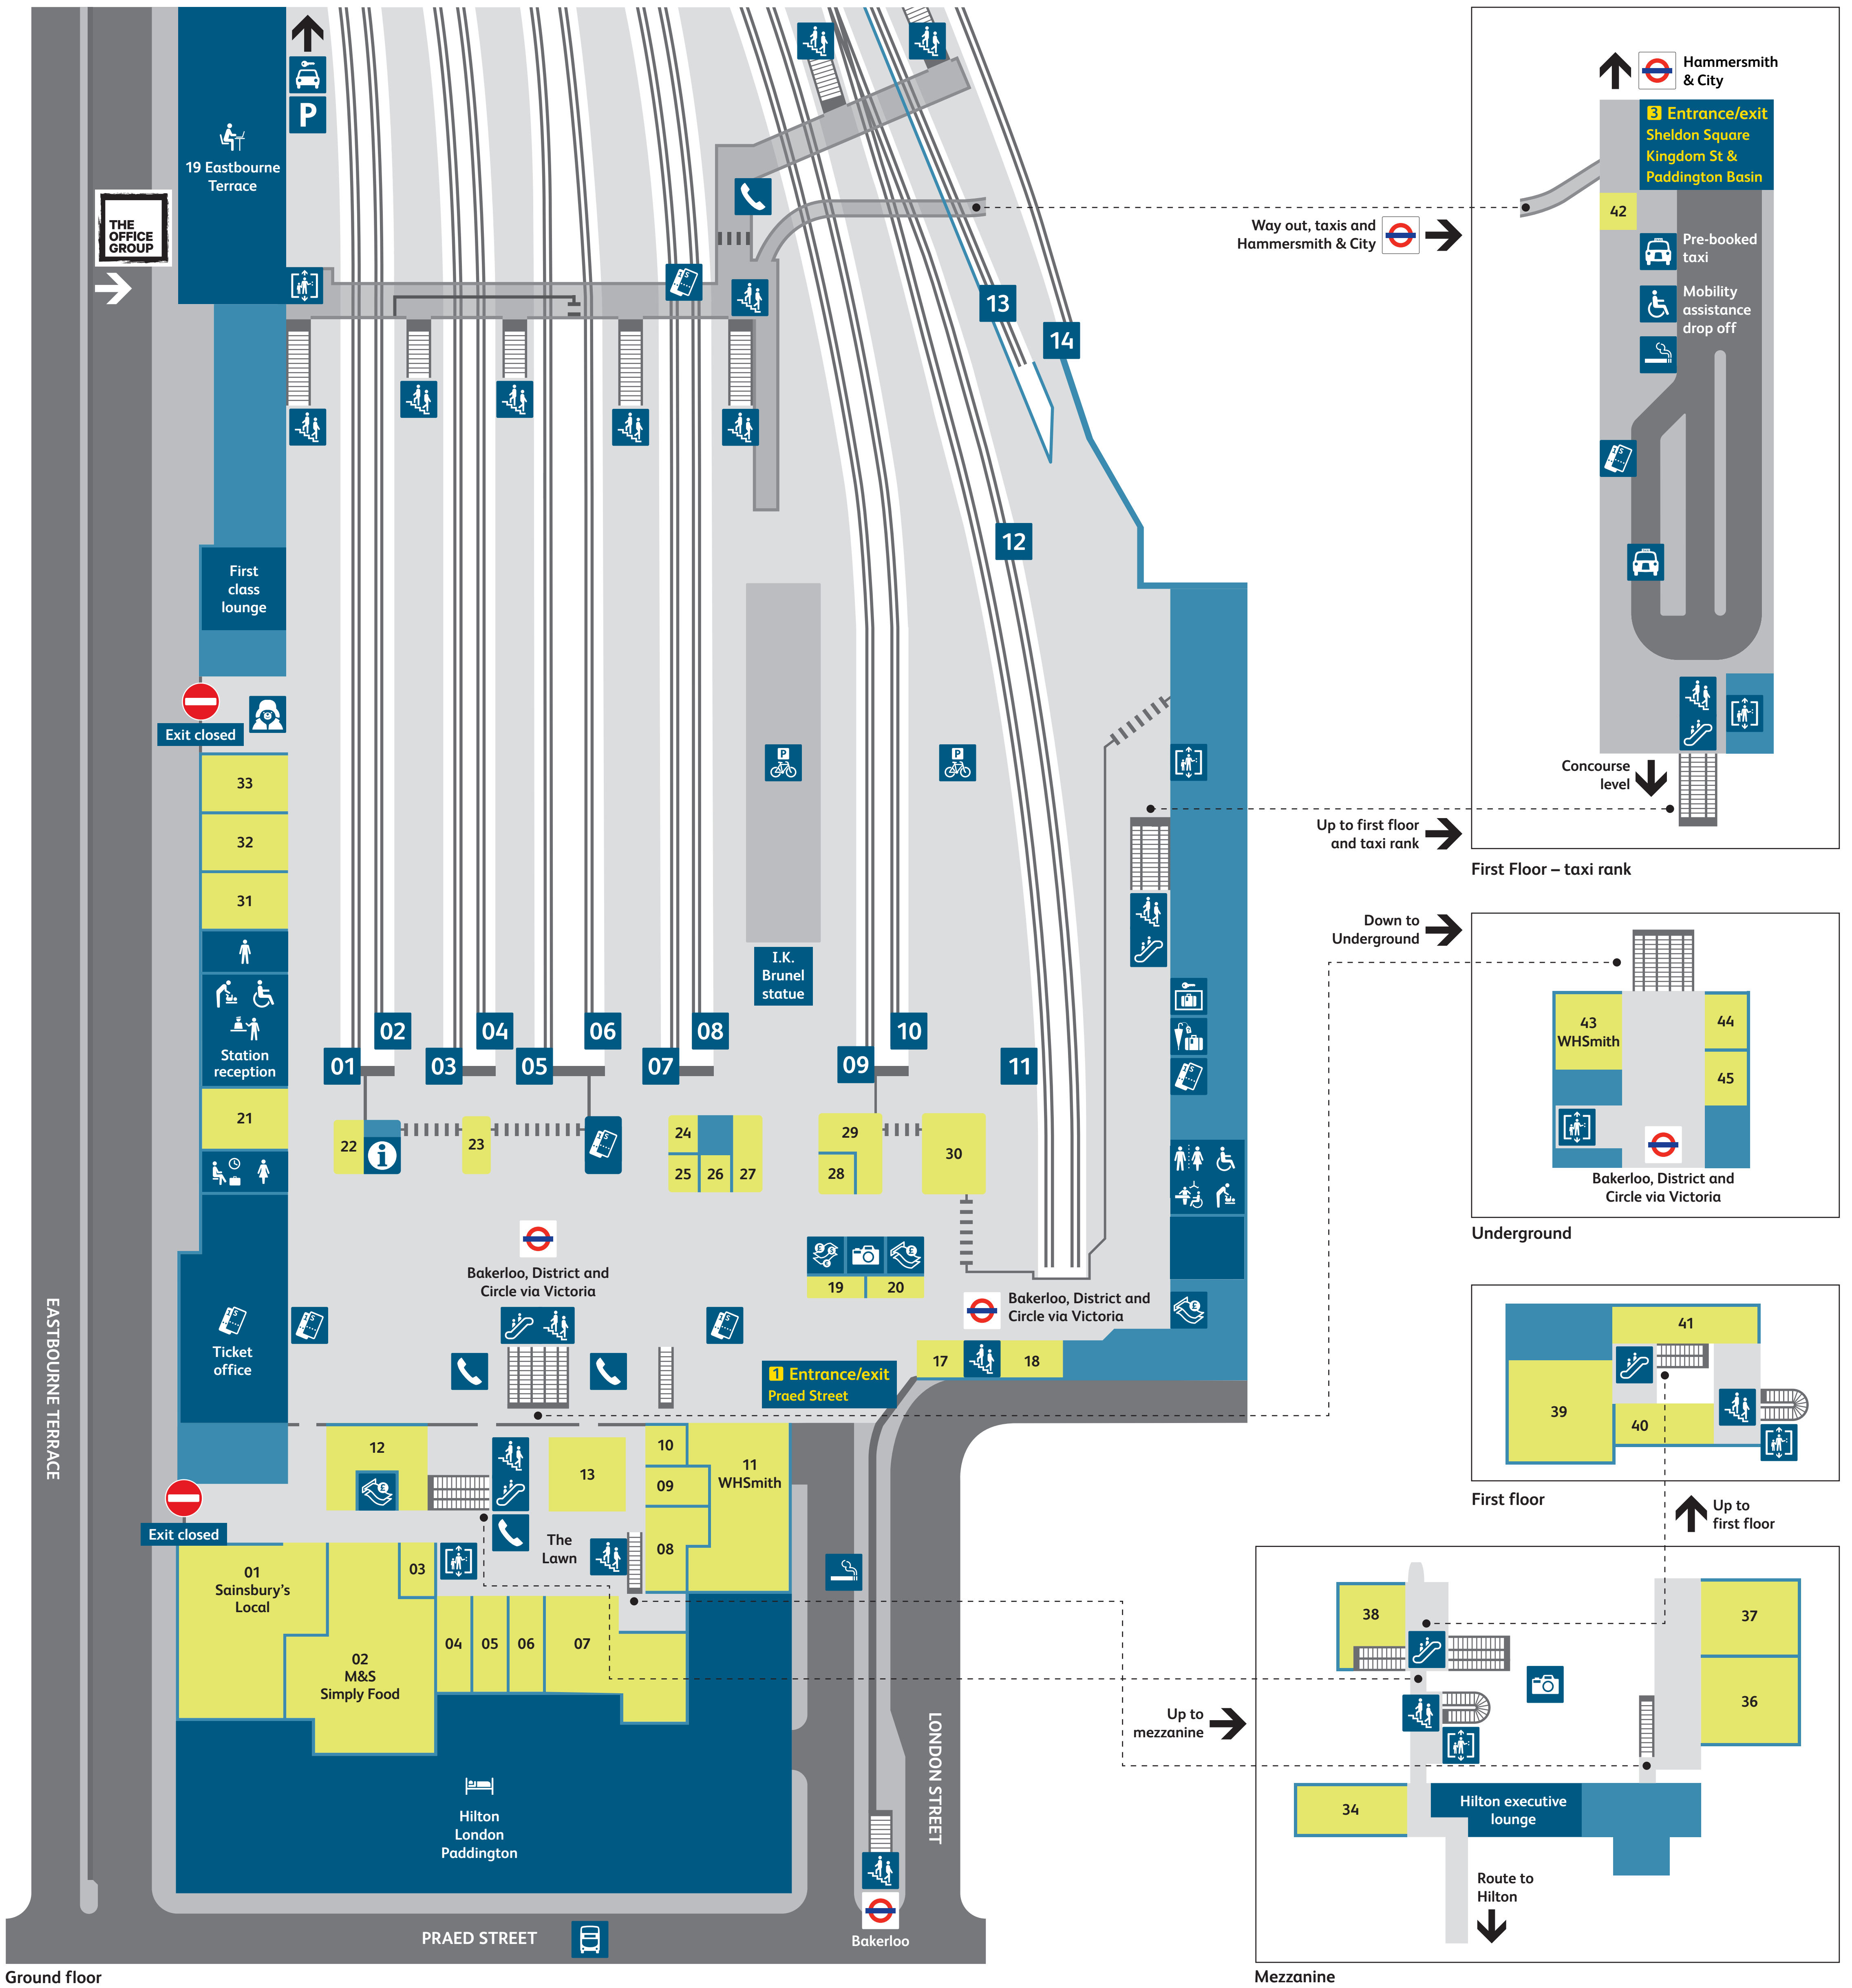 P
19 Eastbourne
Terrace
THE
OFFICE
GROUP
13
14
12
First
class
lounge
Exit closed
33
32
31
P
P
I.K.
Brunel
statue
Station
reception
01
02
03
04
05
06
07
08
09
10
11
21
22
i
23
24
25
26
27
28
29
30
Bakerloo, District and
Circle via Victoria
19
20
Bakerloo, District and
Circle via Victoria
Ticket
office
17
18
1 Entrance/exit
Praed Street
EASTBOURNE TERRACE
12
13
10
09
08
11
WHSmith
Exit closed
The
Lawn
01
Sainsbury's
Local
02
M&S
Simply Food
03
04
05
06
07
Hilton
London
Paddington
LONDON STREET
Bakerloo
PRAED STREET
Ground floor
Way out, taxis and
Hammersmith & City
Hammersmith
& City
3 Entrance/exit
Sheldon Square
Kingdom St &
Paddington Basin
42
Pre-booked
taxi
Mobility
assistance
drop off
Concourse
level
Up to first floor
and taxi rank
First Floor – taxi rank
Down to
Underground
43
WHSmith
44
45
Bakerloo, District and
Circle via Victoria
Underground
41
39
40
First floor
Up to
first floor
38
37
36
Up to
mezzanine
34
Hilton executive
lounge
Route to
Hilton
Mezzanine